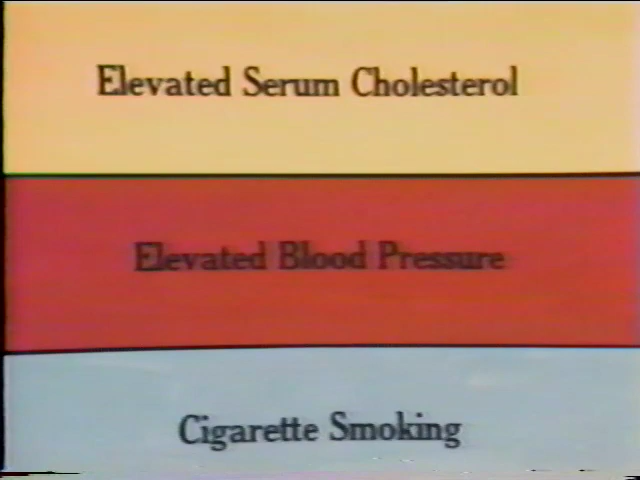 Elevated Serum Cholesterol
Elevated Blood Pressure
Cigarette Smoking